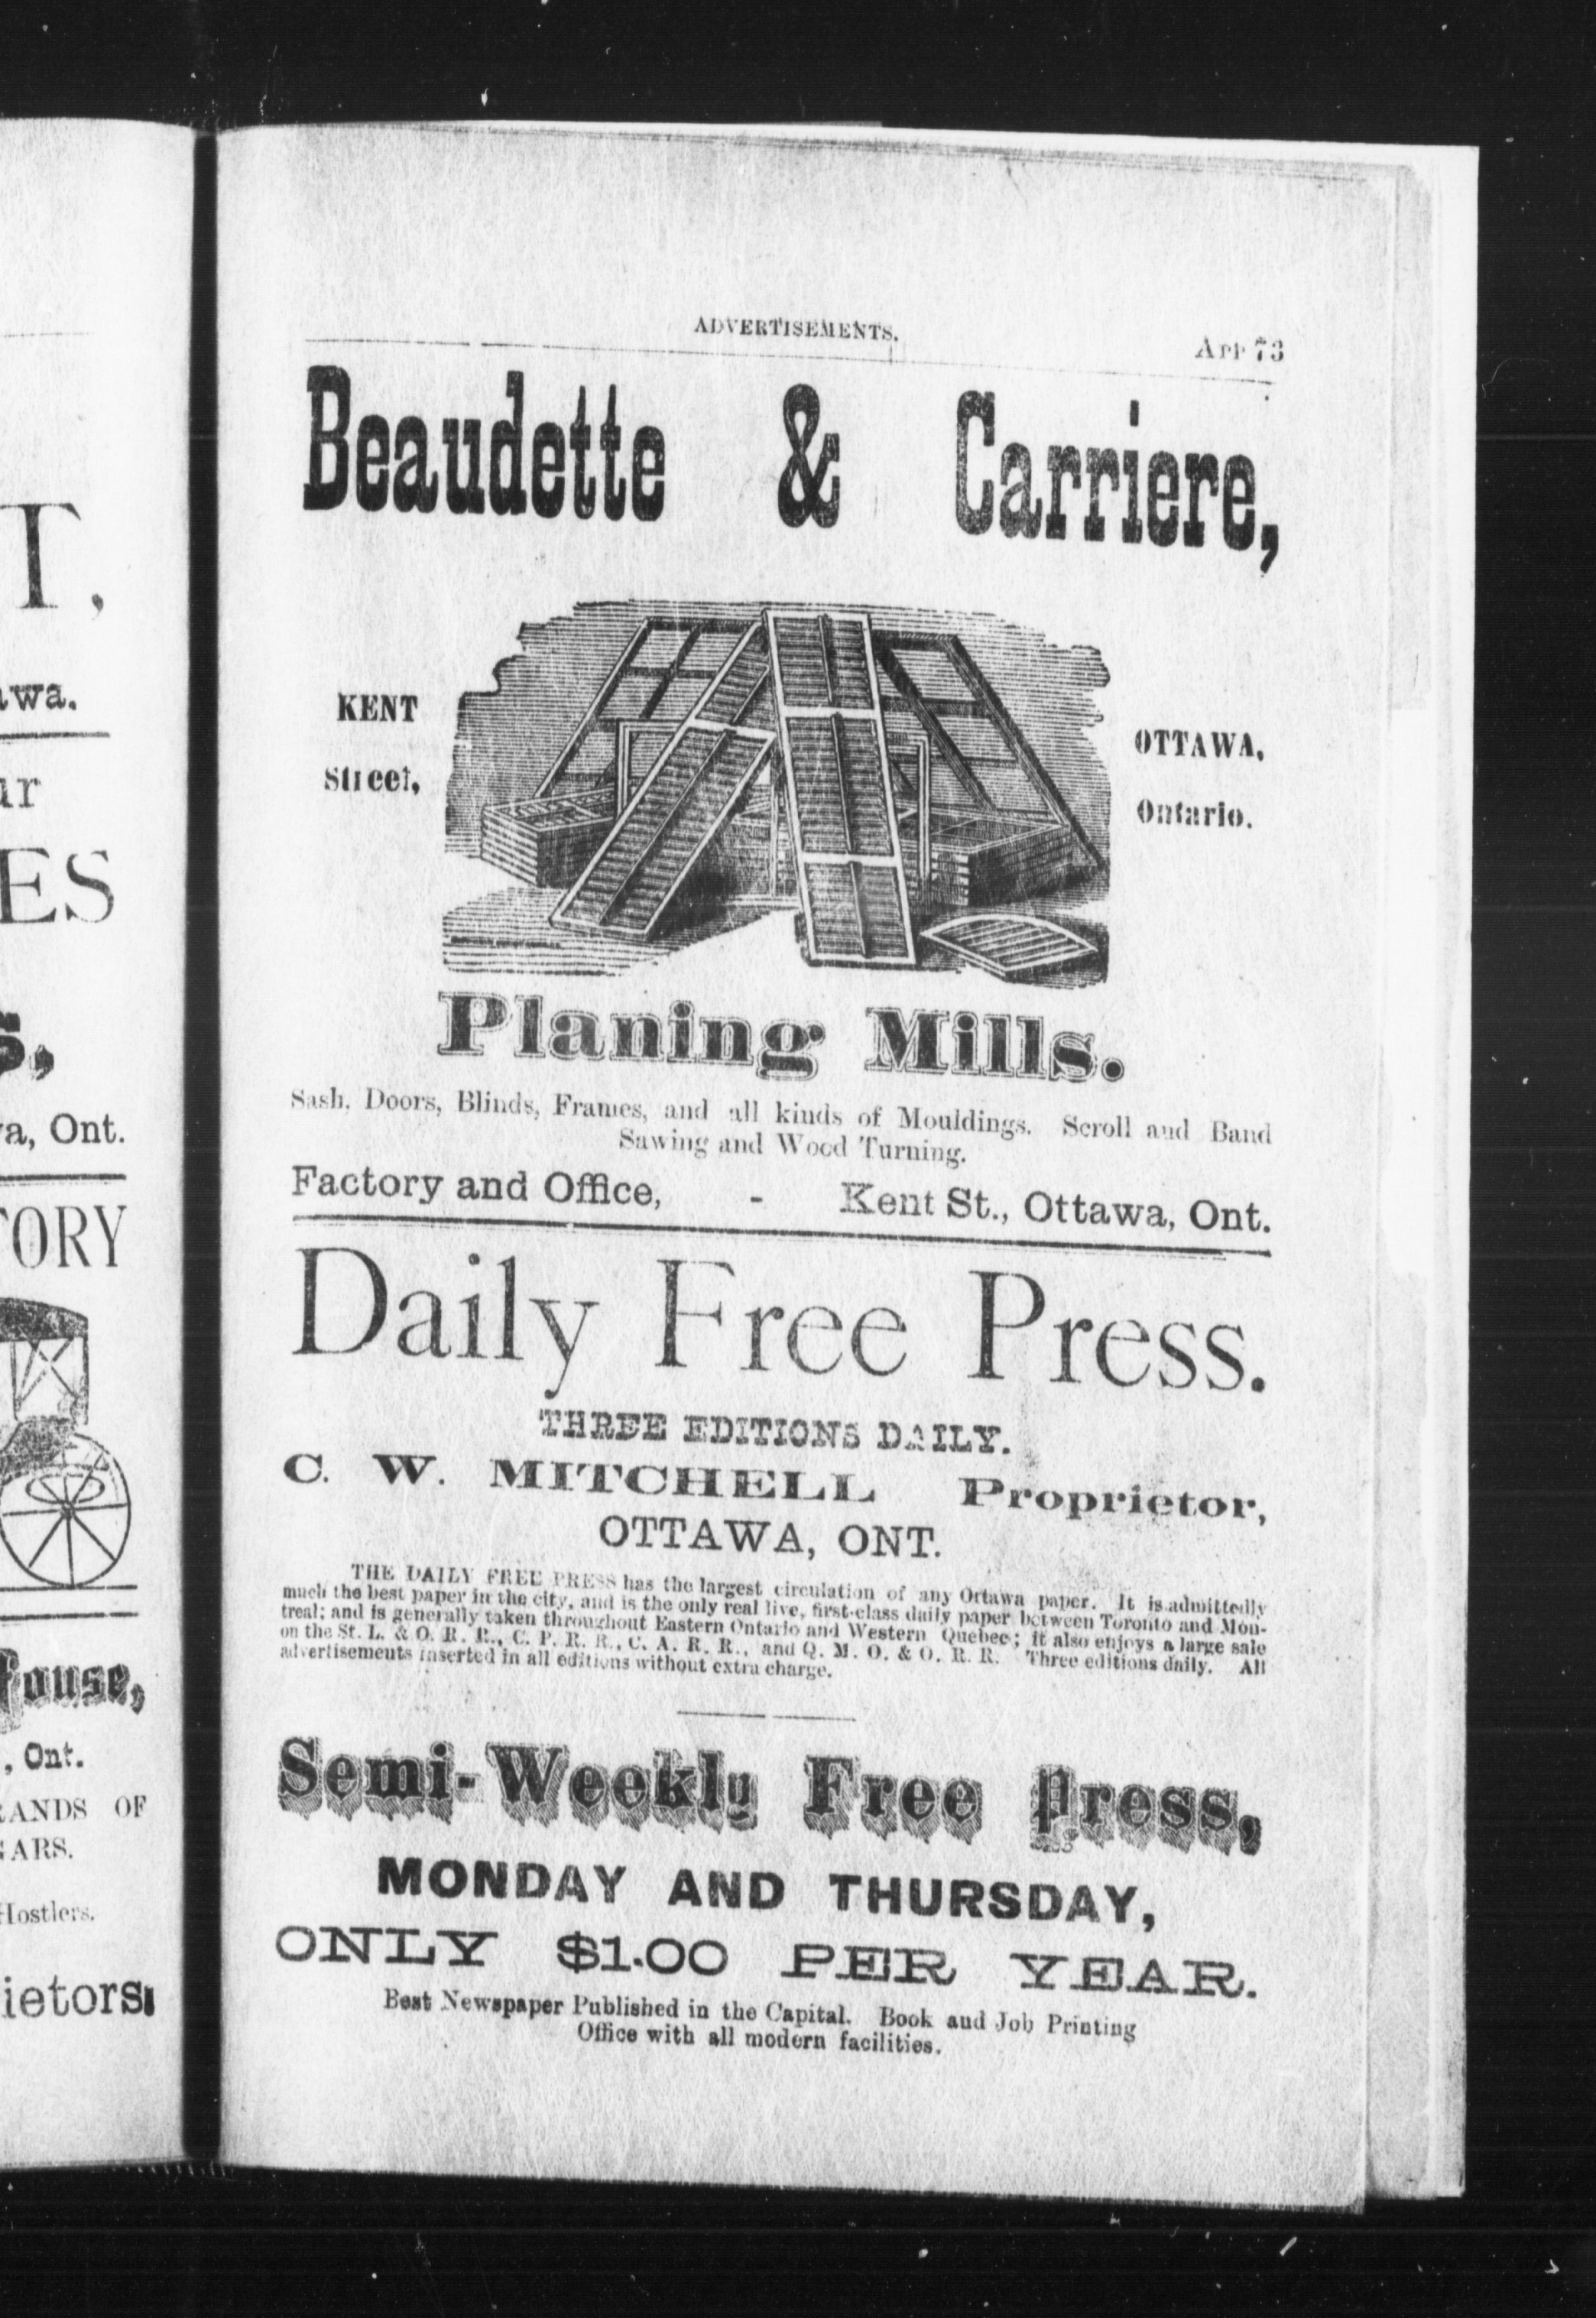 T,
wa.
ur
ES
s,
a, Ont.
ORY
House,
, Ont.
RANDS OF
GARS.
Hostlers.
ietors.
ADVERTISEMENTS.
APP 73
Beaudette & Carriere,
KENT
Street,
OTTAWA,
Ontario.
Planing Mills.
Sash, Doors, Blinds, Frames, and all kinds of Mouldings. Scroll and Band
Sawing and Wood Turning.
Factory and Office, - Kent St., Ottawa, Ont.
Daily Free Press.
THREE EDITIONS DAILY.
C. W. MITCHELL Proprietor,
OTTAWA, ONT.
THE DAILY FREE PRESS has the largest circulation of any Ottawa paper. It is admittedly
much the best paper in the city, and is the only real live, first-class daily paper between Toronto and Mon-
treal; and is generally taken throughout Eastern Ontario and Western Quebec; it also enjoys a large sale
on the St. L. & O. R. R., C. P. R. R., C. A. R. R., and Q. M. O. & O. R. R. Three editions daily. All
advertisements inserted in all editions without extra charge.
Semi-Weekly Free Press,
MONDAY AND THURSDAY,
ONLY $1.00 PER YEAR.
Best Newspaper Published in the Capital. Book and Job Printing
Office with all modern facilities.